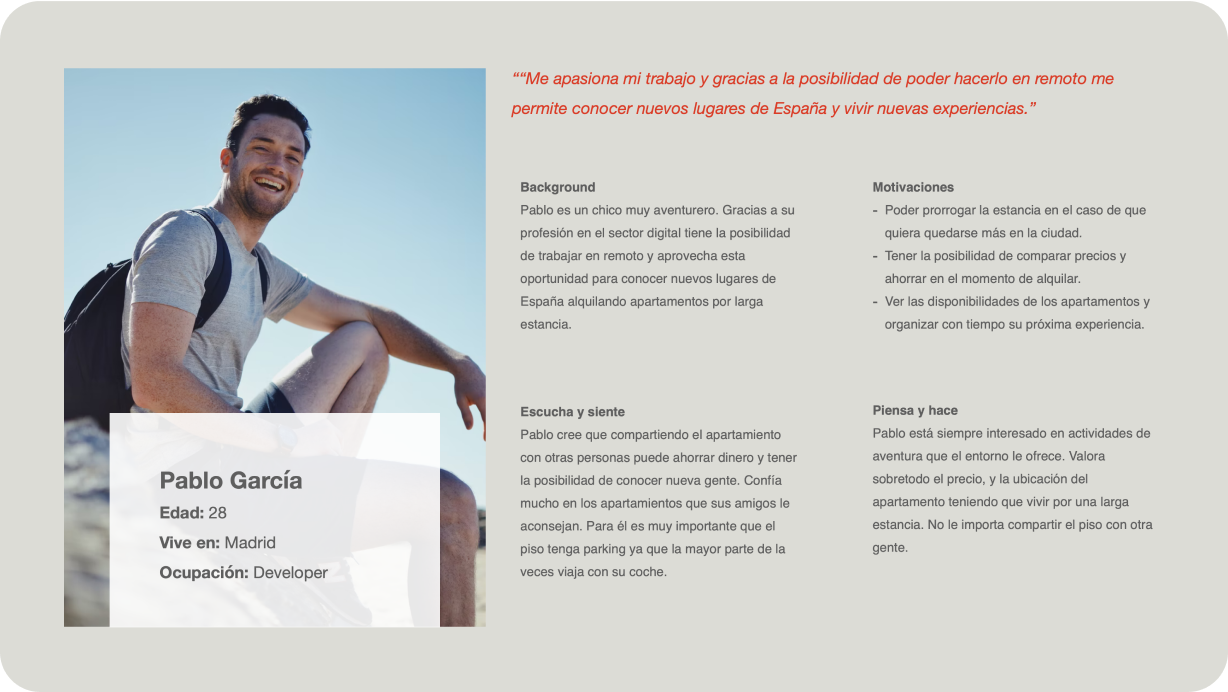 ““Me apasiona mi trabajo y gracias a la posibilidad de poder hacerlo en remoto me
permite conocer nuevos lugares de España y vivir nuevas experiencias.”
Background
Pablo es un chico muy aventurero. Gracias a su
profesión en el sector digital tiene la posibilidad
de trabajar en remoto y aprovecha esta
oportunidad para conocer nuevos lugares de
España alquilando apartamentos por larga
estancia.
Motivaciones
- Poder prorrogar la estancia en el caso de que
quiera quedarse más en la ciudad.
- Tener la posibilidad de comparar precios y
ahorrar en el momento de alquilar.
- Ver las disponibilidades de los apartamentos y
organizar con tiempo su próxima experiencia.
Escucha y siente
Pablo cree que compartiendo el apartamiento
con otras personas puede ahorrar dinero y tener
la posibilidad de conocer nueva gente. Confía
mucho en los apartamientos que sus amigos le
aconsejan. Para él es muy importante que el
piso tenga parking ya que la mayor parte de la
veces viaja con su coche.
Piensa y hace
Pablo está siempre interesado en actividades de
aventura que el entorno le ofrece. Valora
sobretodo el precio, y la ubicación del
apartamento teniendo que vivir por una larga
estancia. No le importa compartir el piso con otra
gente.
Pablo García
Edad: 28
Vive en: Madrid
Ocupación: Developer